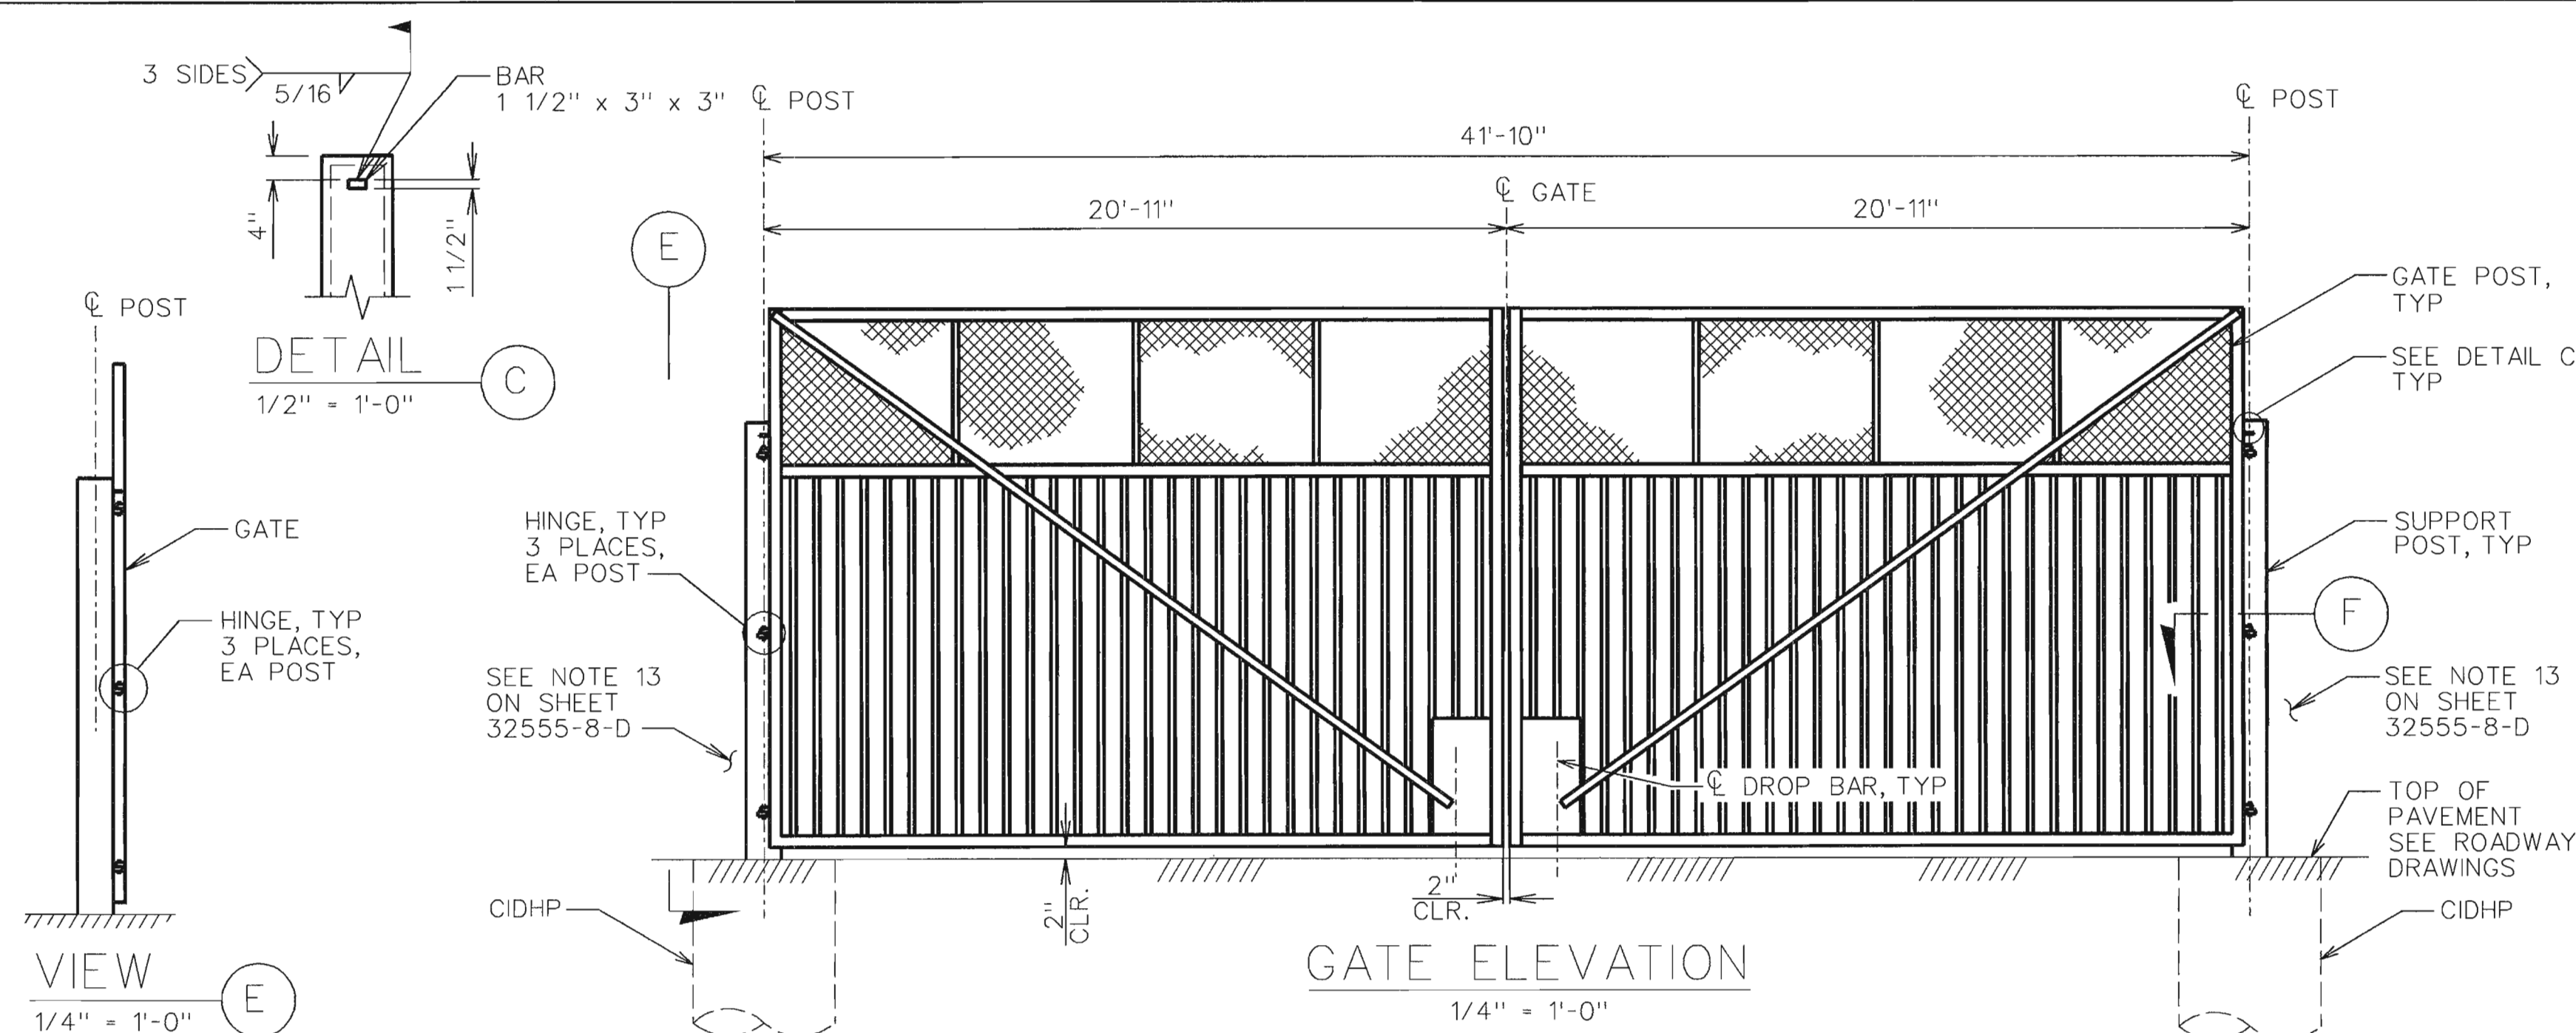 3 SIDES
5/16
BAR
1 1/2" x 3" x 3"
4"
1 1/2"
DETAIL
C
1/2" = 1'-0"
℄ POST
GATE
HINGE, TYP
3 PLACES,
EA POST
VIEW
E
1/4" = 1'-0"
℄ POST
℄ POST
41'-10"
℄ GATE
20'-11"
20'-11"
E
GATE POST,
TYP
SEE DETAIL C
TYP
HINGE, TYP
3 PLACES,
EA POST
SUPPORT
POST, TYP
F
SEE NOTE 13
ON SHEET
32555-8-D
SEE NOTE 13
ON SHEET
32555-8-D
℄ DROP BAR, TYP
TOP OF
PAVEMENT
SEE ROADWAY
DRAWINGS
CIDHP
2"
CLR.
2"
CLR.
CIDHP
GATE ELEVATION
1/4" = 1'-0"